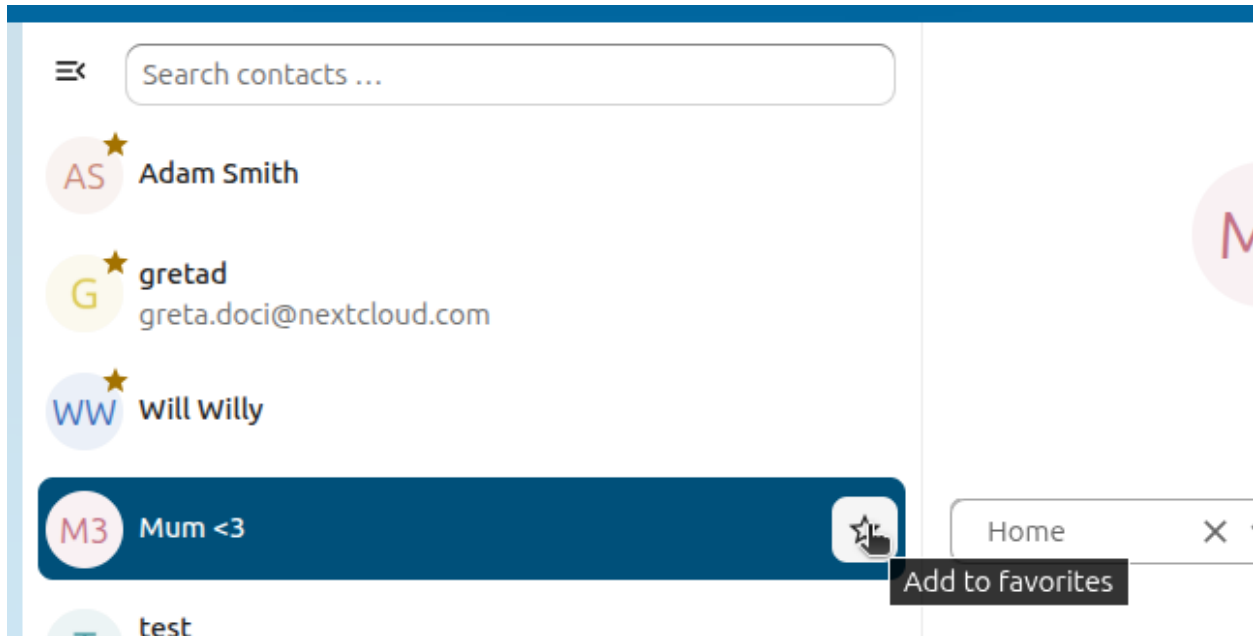 Search contacts ...
AS
Adam Smith
G
gretad
greta.doci@nextcloud.com
WW
Will Willy
M3
Mum <3
Home
Add to favorites
test